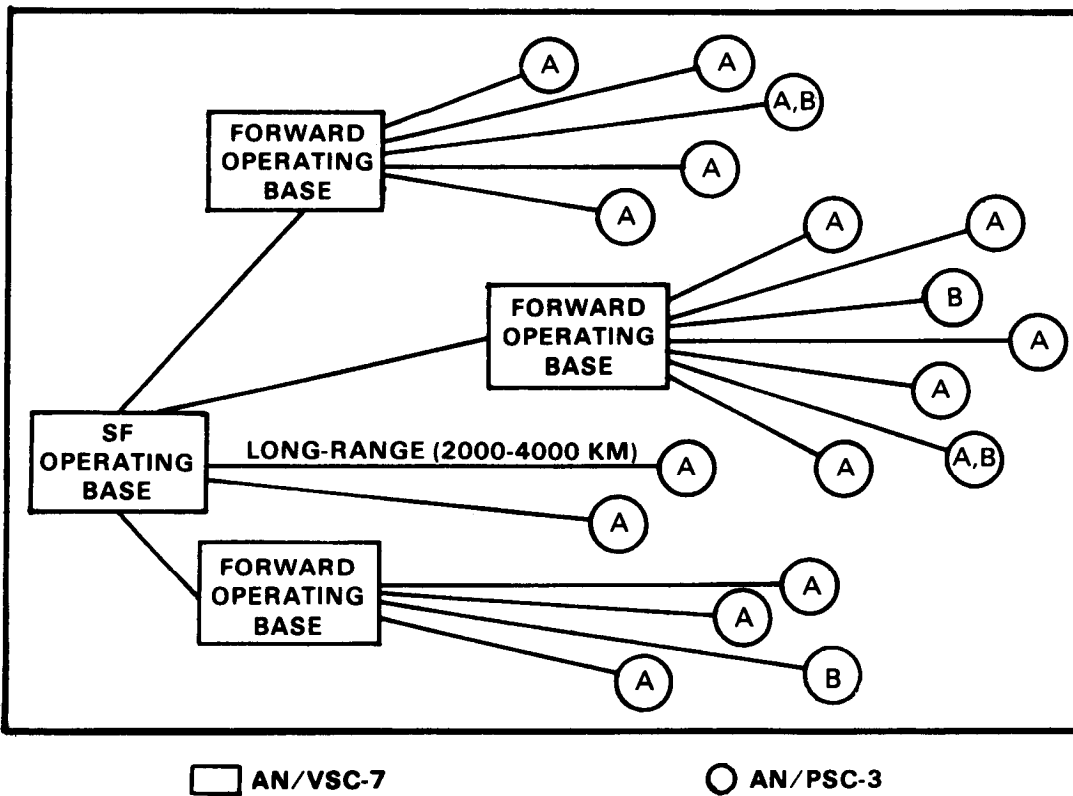 A
A
A,B
FORWARD
OPERATING
BASE
A
A
A
A
B
FORWARD
OPERATING
BASE
A
A
A,B
A
SF
OPERATING
BASE
LONG-RANGE (2000-4000 KM)
A
A
FORWARD
OPERATING
BASE
A
A
B
A
AN/VSC-7
AN/PSC-3